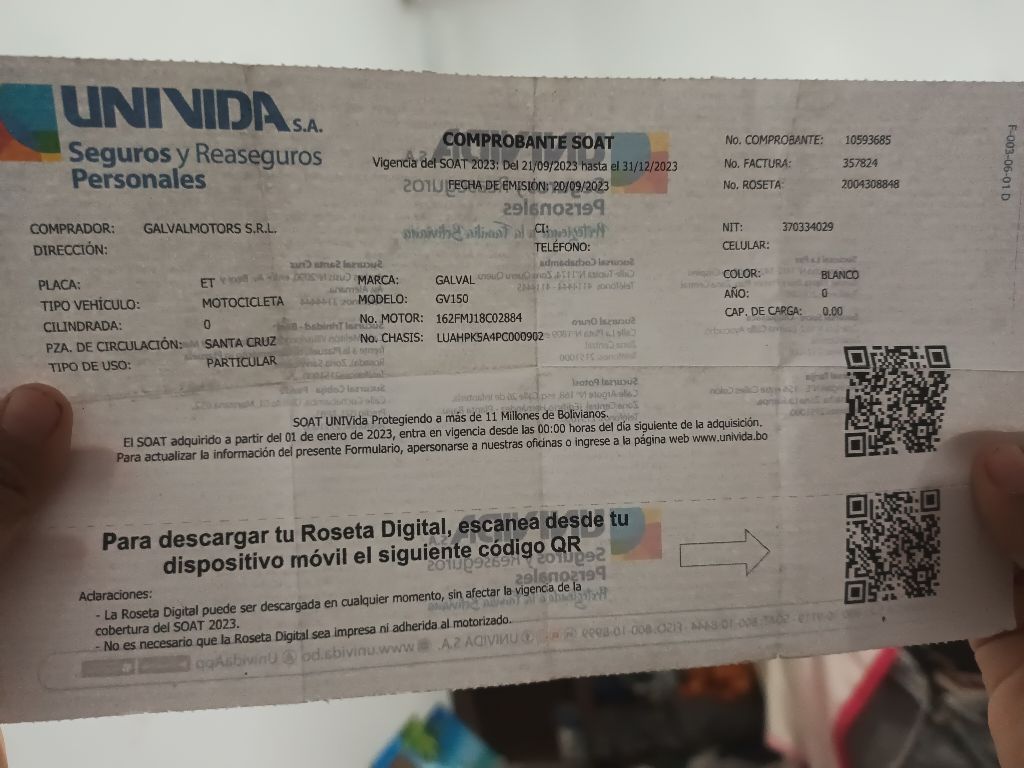 UNIVIDA S.A.
Seguros y Reaseguros
Personales
COMPROBANTE SOAT
Vigencia del SOAT 2023: Del 21/09/2023 hasta el 31/12/2023
FECHA DE EMISIÓN: 20/09/2023
No. COMPROBANTE: 10593685
No. FACTURA: 357824
No. ROSETA: 2004308848
F-003-06-01 D
COMPRADOR: GALVALMOTORS S.R.L.
DIRECCIÓN:
CI:
TELÉFONO:
NIT: 370334029
CELULAR:
PLACA: ET
TIPO VEHÍCULO: MOTOCICLETA
CILINDRADA: 0
PZA. DE CIRCULACIÓN: SANTA CRUZ
TIPO DE USO: PARTICULAR
MARCA: GALVAL
MODELO: GV150
No. MOTOR: 162FMJ18C02884
No. CHASIS: LUAHPK5A4PC000902
COLOR: BLANCO
AÑO: 0
CAP. DE CARGA: 0.00
SOAT UNIVida Protegiendo a más de 11 Millones de Bolivianos.
El SOAT adquirido a partir del 01 de enero de 2023, entra en vigencia desde las 00:00 horas del día siguiente de la adquisición.
Para actualizar la información del presente Formulario, apersonarse a nuestras oficinas o ingrese a la página web www.univida.bo
Para descargar tu Roseta Digital, escanea desde tu
dispositivo móvil el siguiente código QR
Aclaraciones:
- La Roseta Digital puede ser descargada en cualquier momento, sin afectar la vigencia de la
cobertura del SOAT 2023.
- No es necesario que la Roseta Digital sea impresa ni adherida al motorizado.